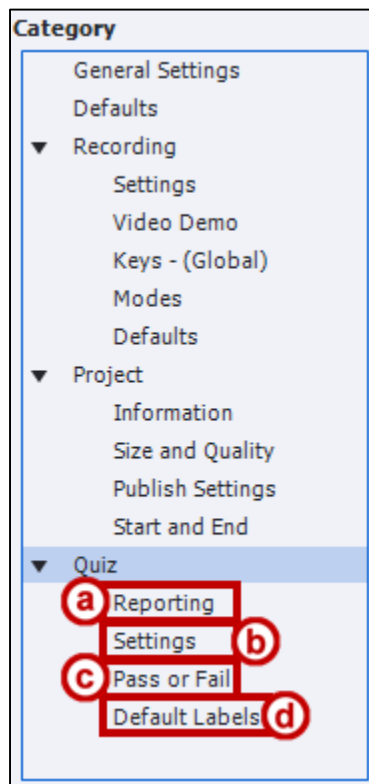 Category
General Settings
Defaults
Recording
Settings
Video Demo
Keys - (Global)
Modes
Defaults
Project
Information
Size and Quality
Publish Settings
Start and End
Quiz
a Reporting
Settings b
c Pass or Fail
Default Labels d